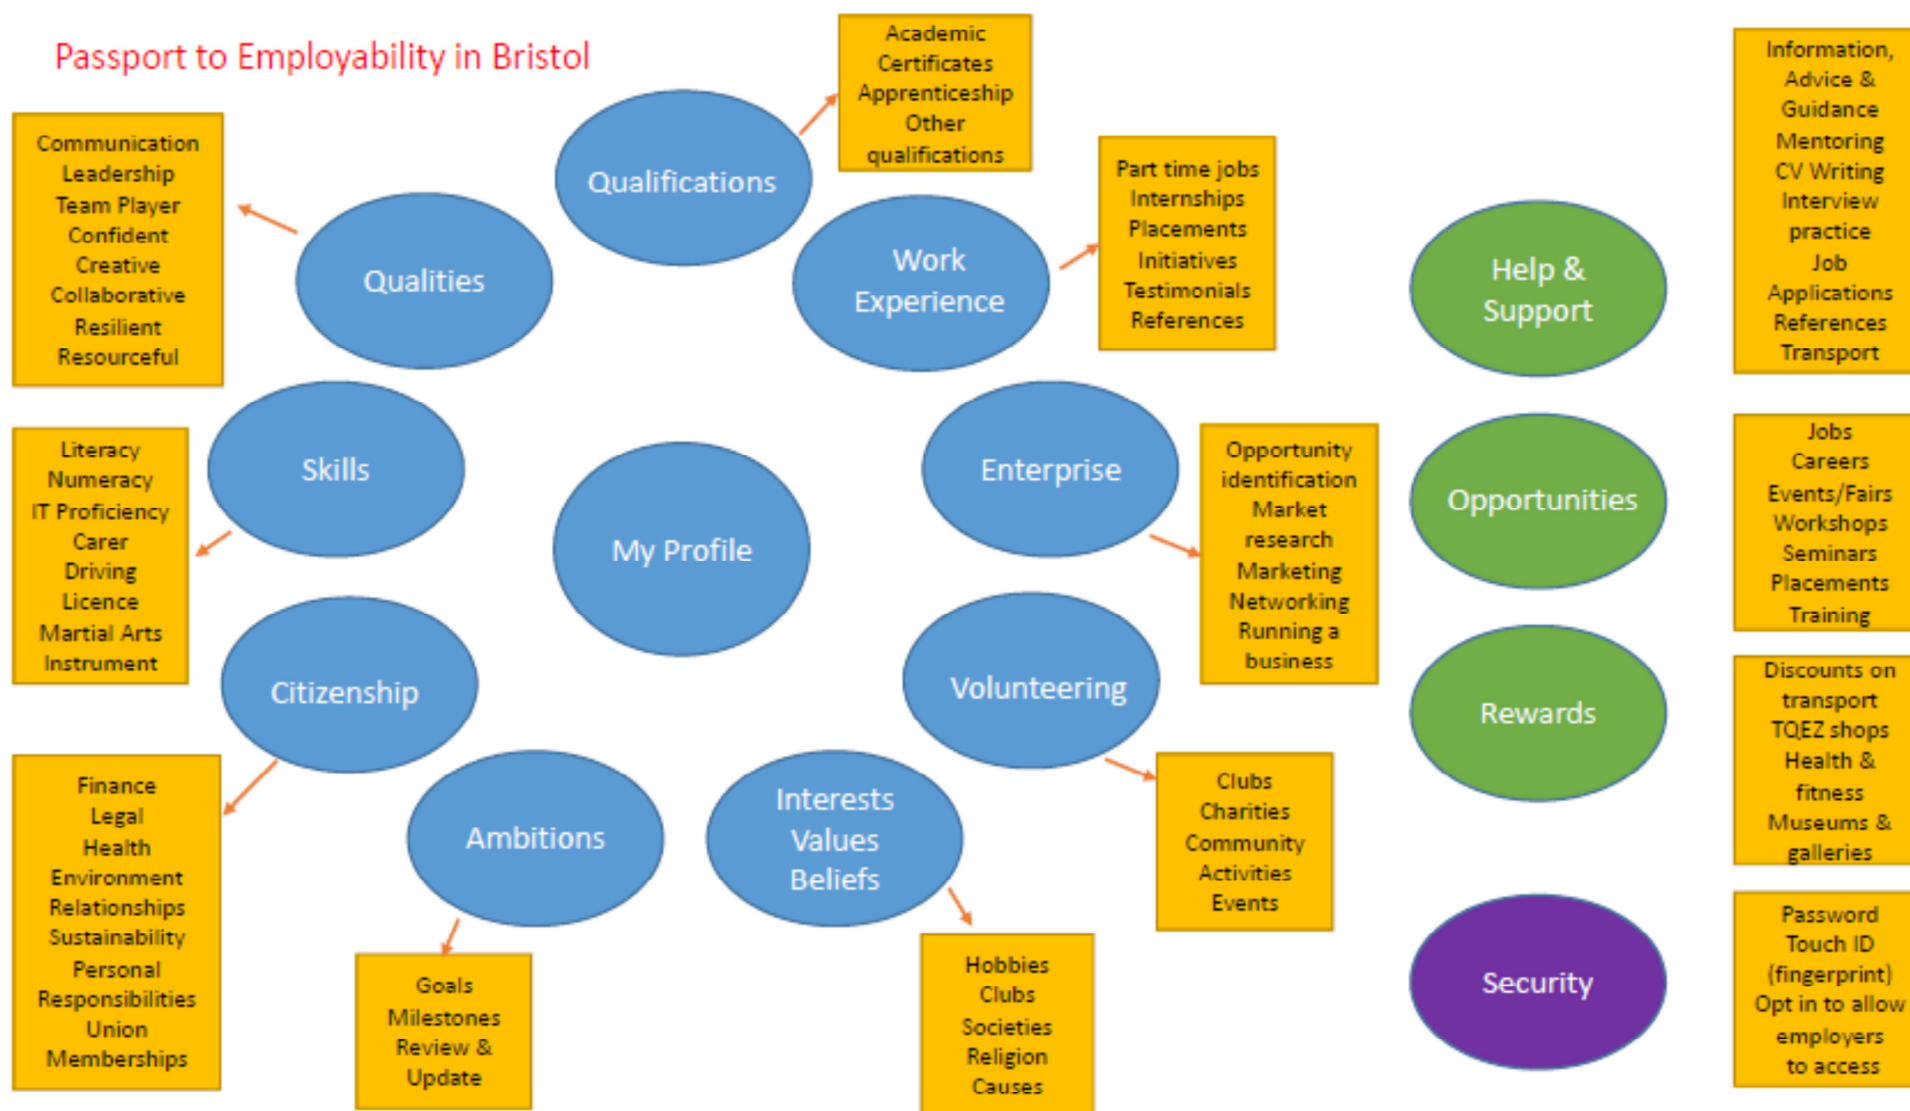 Passport to Employability in Bristol
Academic
Certificates
Apprenticeship
Other
qualifications
Qualifications
Communication
Leadership
Team Player
Confident
Creative
Collaborative
Resilient
Resourceful
Qualities
Part time jobs
Internships
Placements
Initiatives
Testimonials
References
Work
Experience
Literacy
Numeracy
IT Proficiency
Carer
Driving
Licence
Martial Arts
Instrument
Skills
My Profile
Enterprise
Opportunity
identification
Market
research
Marketing
Networking
Running a
business
Citizenship
Finance
Legal
Health
Environment
Relationships
Sustainability
Personal
Responsibilities
Union
Memberships
Ambitions
Goals
Milestones
Review &
Update
Interests
Values
Beliefs
Hobbies
Clubs
Societies
Religion
Causes
Volunteering
Clubs
Charities
Community
Activities
Events
Help &
Support
Information,
Advice &
Guidance
Mentoring
CV Writing
Interview
practice
Job
Applications
References
Transport
Opportunities
Jobs
Careers
Events/Fairs
Workshops
Seminars
Placements
Training
Rewards
Discounts on
transport
TQEZ shops
Health &
fitness
Museums &
galleries
Security
Password
Touch ID
(fingerprint)
Opt in to allow
employers
to access